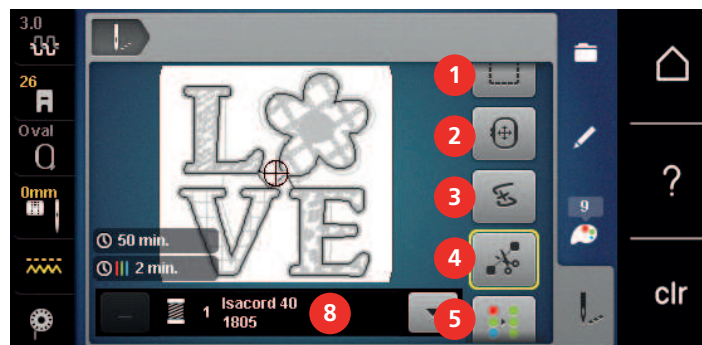 3.0
26
Oval
0mm
1
2
3
4
5
LOVE
50 min.
2 min.
1 Isacord 40
1805
8
9
?
clr